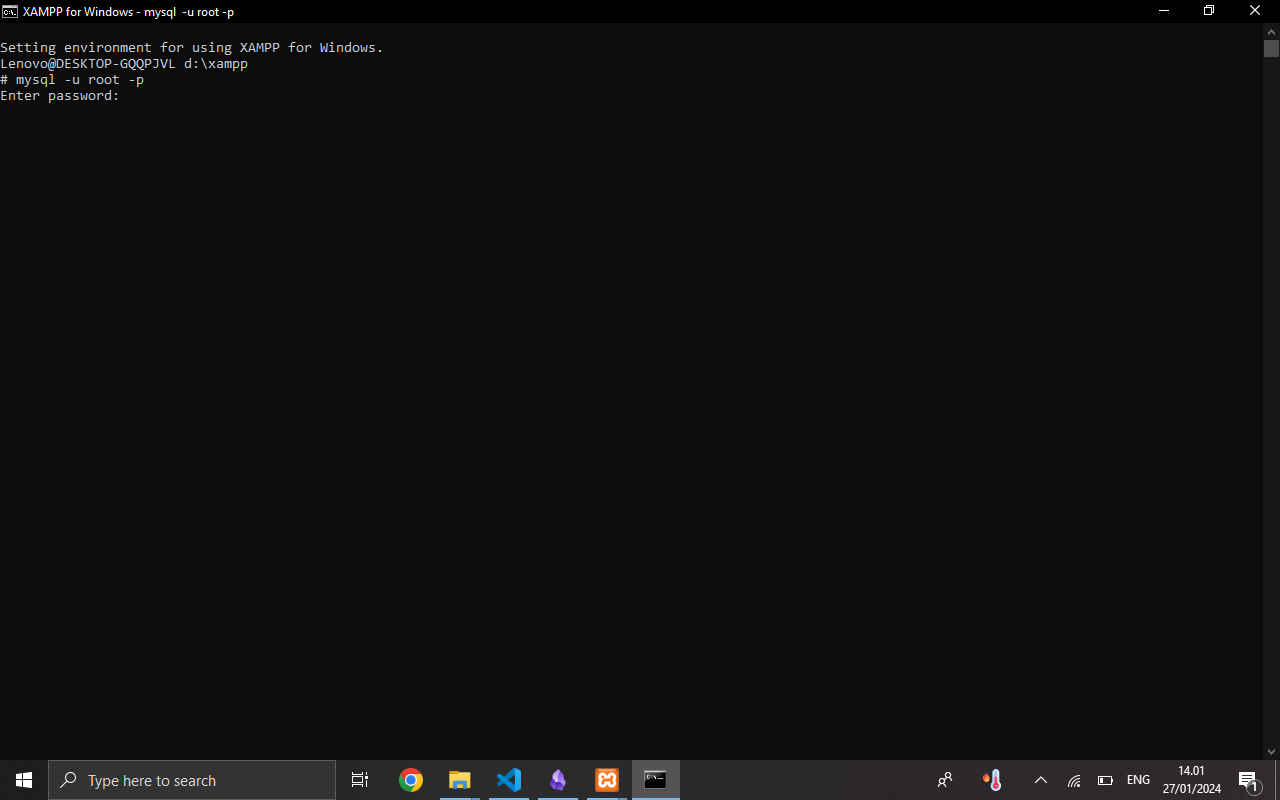 XAMPP for Windows - mysql -u root -p
Setting environment for using XAMPP for Windows.
Lenovo@DESKTOP-GQQPJVL d:\xampp
# mysql -u root -p
Enter password:
Type here to search
ENG
14.01
27/01/2024
1